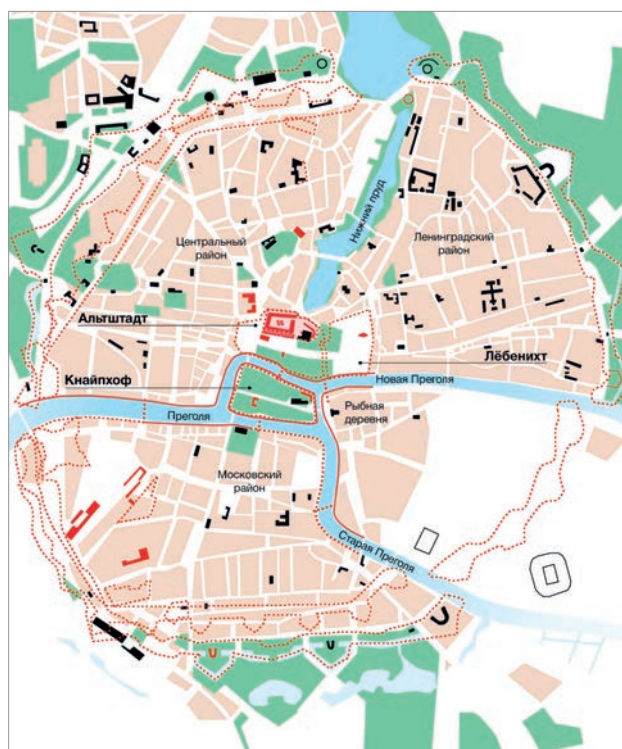 Нижний пруд
Центральный
район
Ленинградский
район
Альтштадт
Лёбенихт
Кнайпхоф
Новая Преголя
Преголя
Рыбная
деревня
Московский
район
Старая Преголя